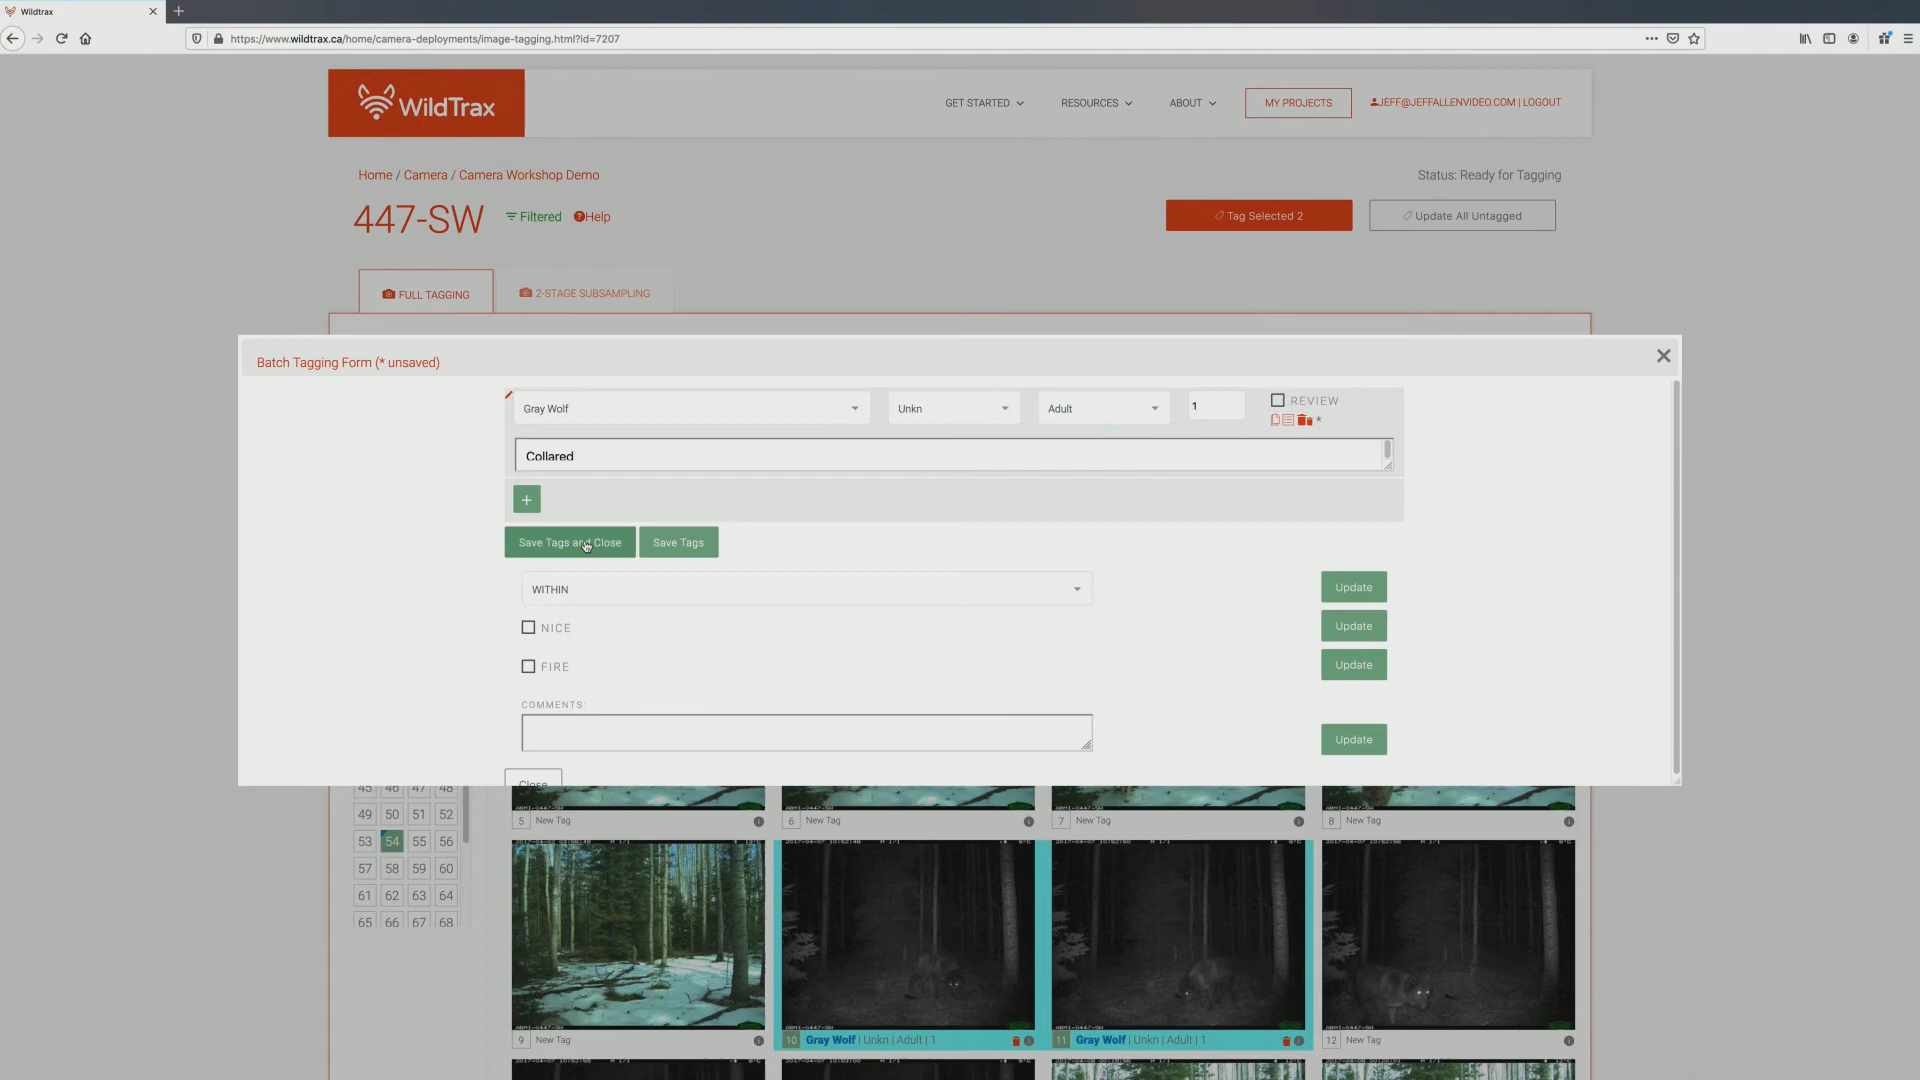 Wildtrax
https://www.wildtrax.ca/home/camera-deployments/image-tagging.html?id=7207
WildTrax
GET STARTED
RESOURCES
ABOUT
MY PROJECTS
JEFF@JEFFALLENVIDEO.COM | LOGOUT
Home / Camera / Camera Workshop Demo
Status: Ready for Tagging
447-SW
Filtered
Help
Tag Selected 2
Update All Untagged
FULL TAGGING
2-STAGE SUBSAMPLING
Batch Tagging Form (* unsaved)
Gray Wolf
Unkn
Adult
1
REVIEW
*
Collared
+
Save Tags and Close
Save Tags
WITHIN
Update
NICE
Update
FIRE
Update
COMMENTS:
Update
Close
45 46 47 48
49 50 51 52
53 54 55 56
57 58 59 60
61 62 63 64
65 66 67 68
5 New Tag
6 New Tag
7 New Tag
8 New Tag
9 New Tag
10 Gray Wolf | Unkn | Adult | 1
11 Gray Wolf | Unkn | Adult | 1
12 New Tag